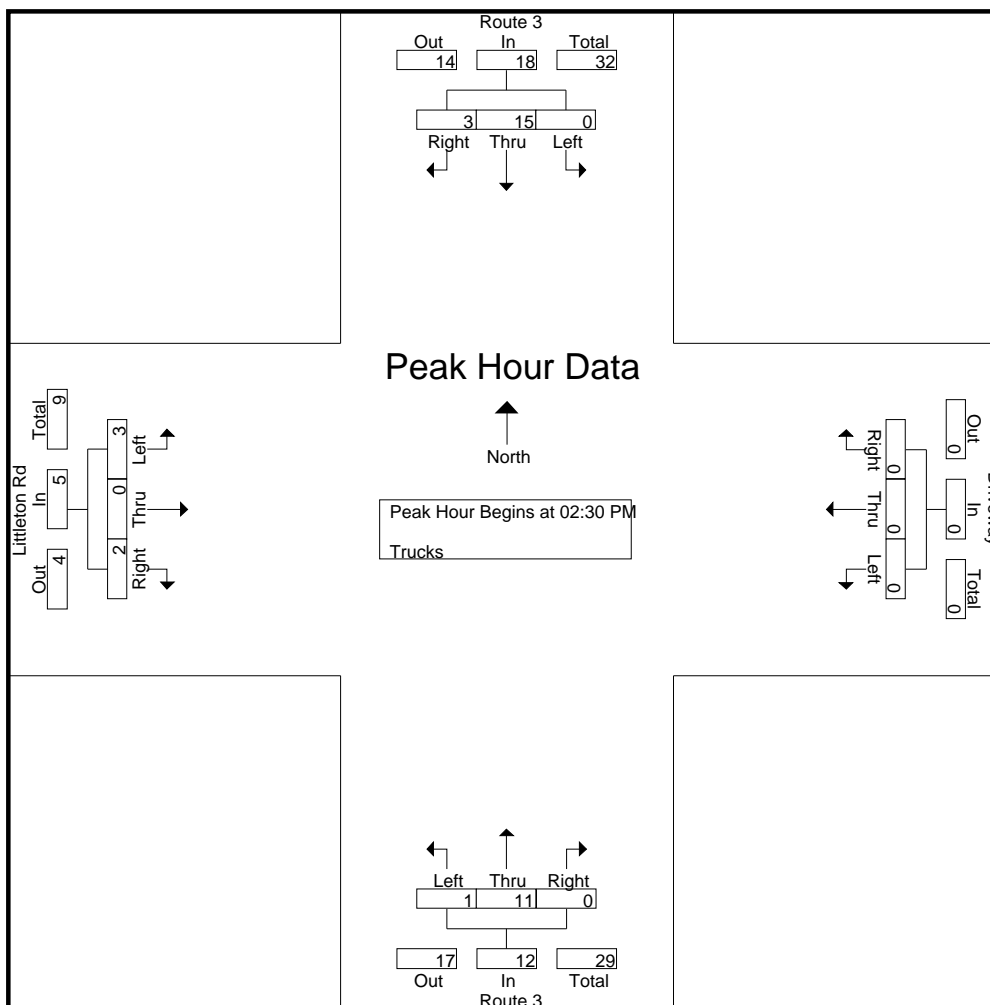 Route 3
Out In Total
14 18 32
3 15 0
Right Thru Left
Peak Hour Data
North
Peak Hour Begins at 02:30 PM
Trucks
Littleton Rd
Total In Out
9 5 4
3 0 2
Left Thru Right
Right Thru Left
0 0 0
Out In Total
0 0 0
Left Thru Right
1 11 0
17 12 29
Out In Total
Route 3